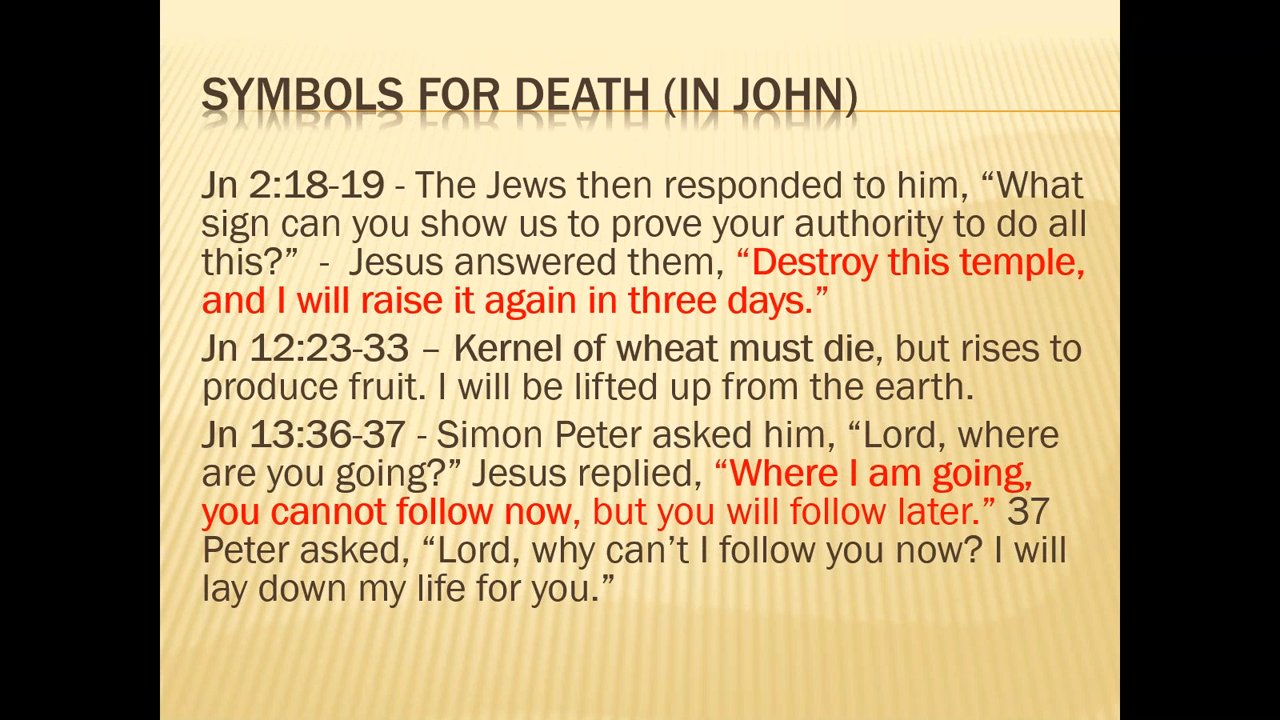 SYMBOLS FOR DEATH (IN JOHN)
Jn 2:18-19 - The Jews then responded to him, “What
sign can you show us to prove your authority to do all
this?”  -  Jesus answered them, “Destroy this temple,
and I will raise it again in three days.”
Jn 12:23-33 – Kernel of wheat must die, but rises to
produce fruit. I will be lifted up from the earth.
Jn 13:36-37 - Simon Peter asked him, “Lord, where
are you going?” Jesus replied, “Where I am going,
you cannot follow now, but you will follow later.” 37
Peter asked, “Lord, why can’t I follow you now? I will
lay down my life for you.”